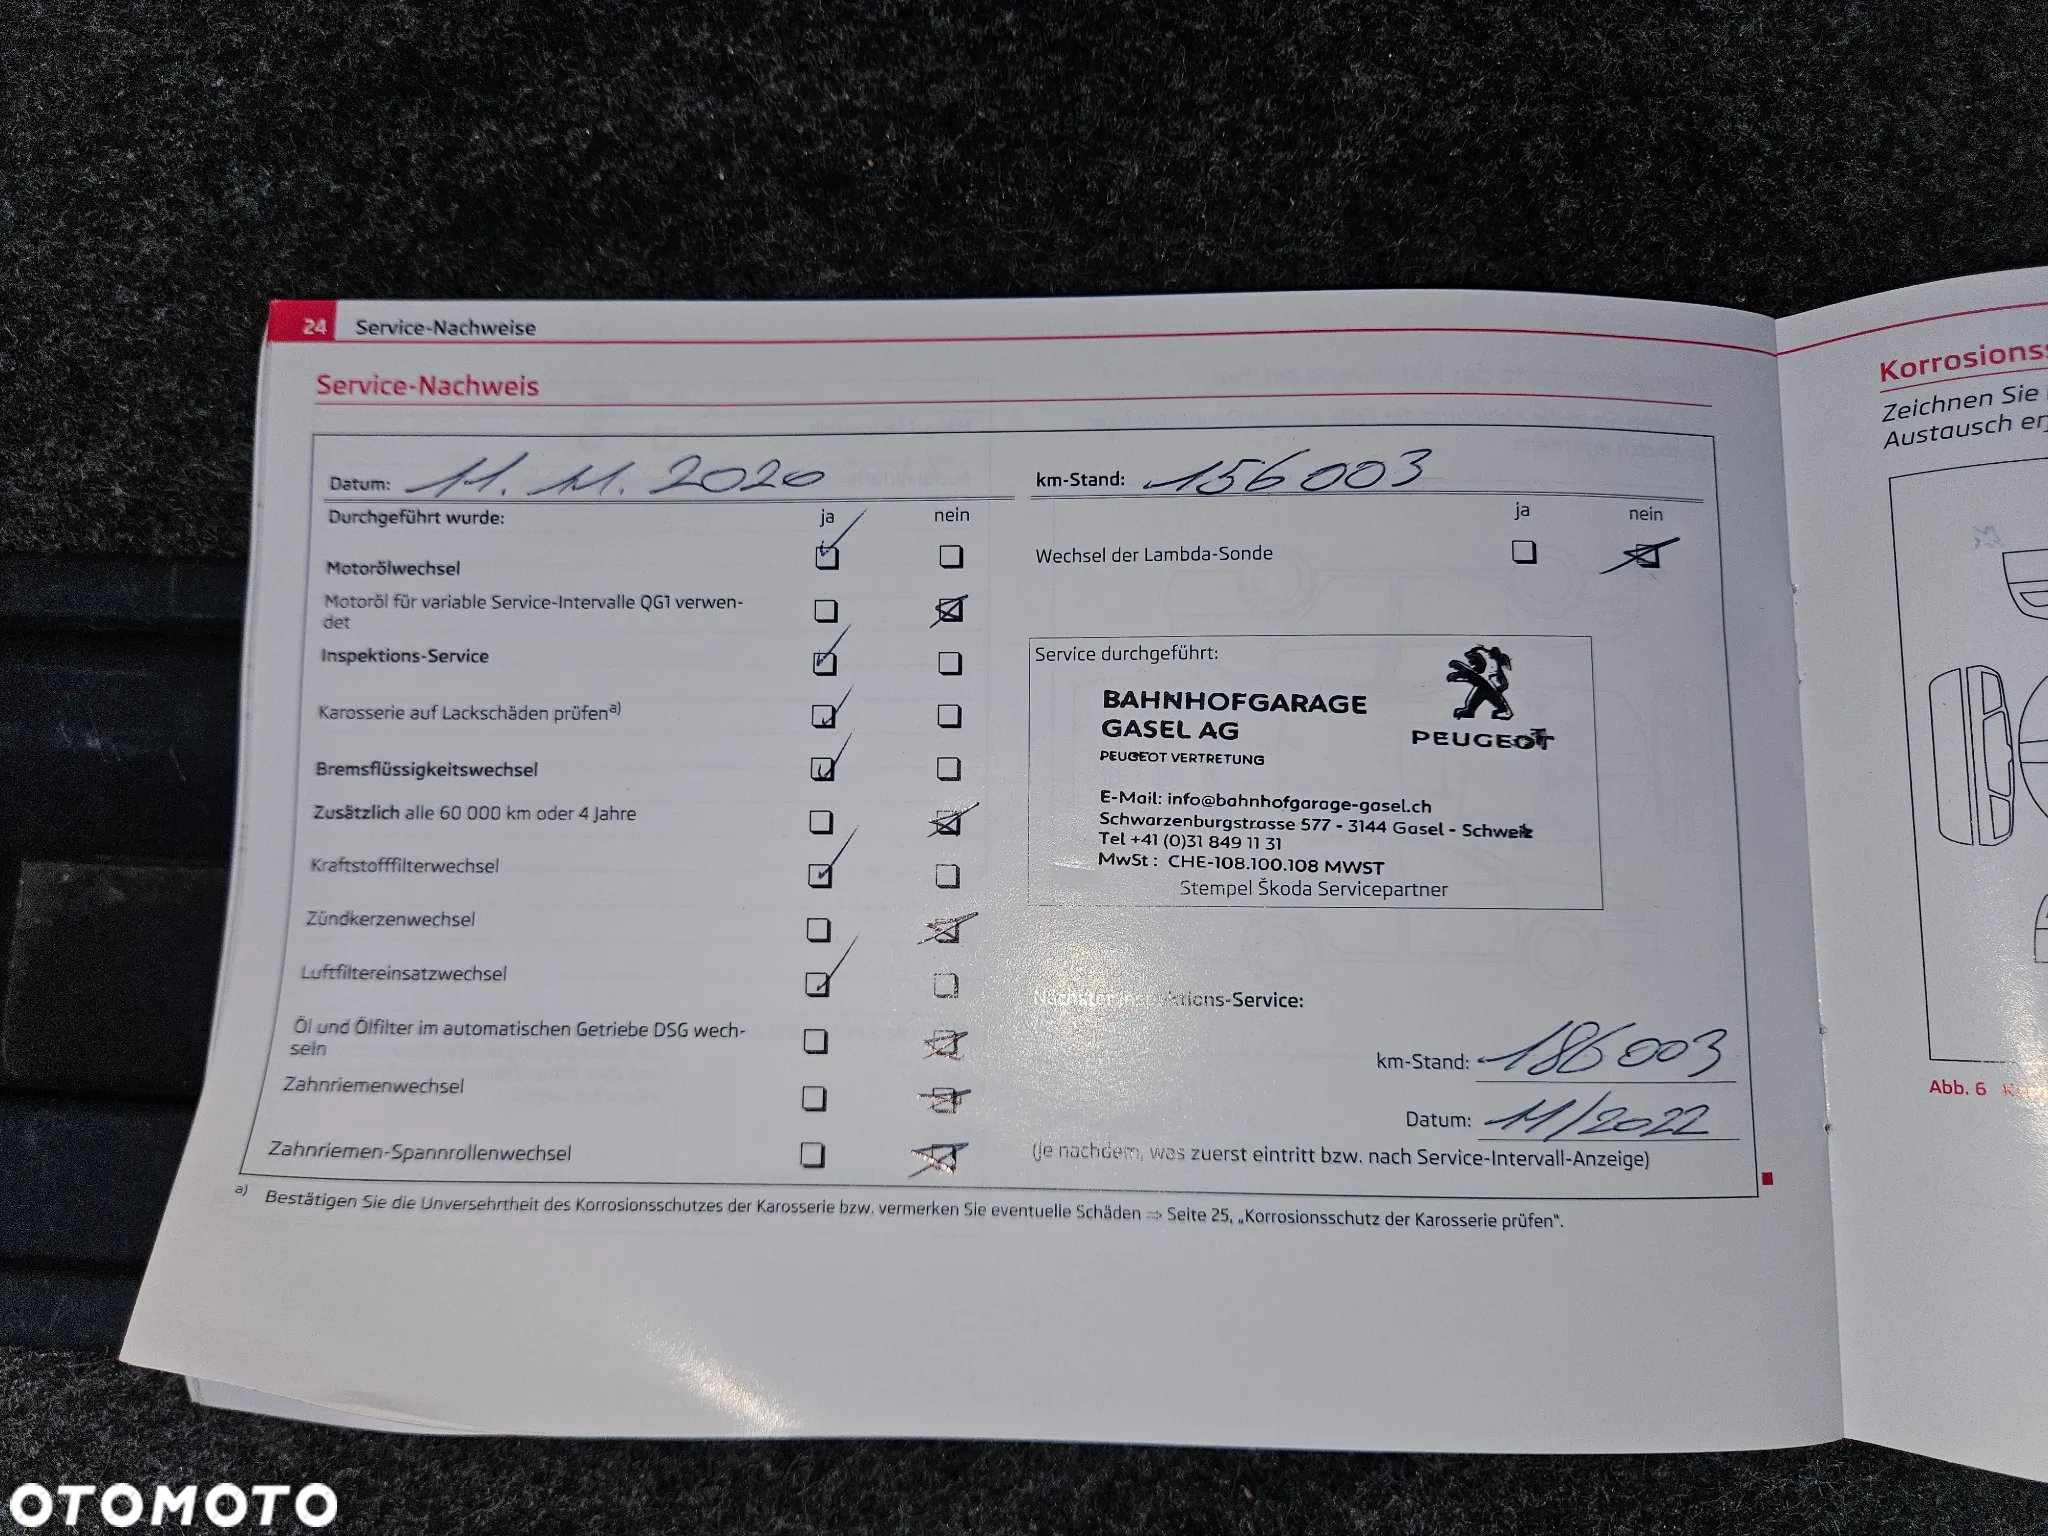 24 Service-Nachweise
Service-Nachweis
Datum: 11. 11. 2020
km-Stand: 156003
Durchgeführt wurde: ja nein
ja nein
Motorölwechsel
Wechsel der Lambda-Sonde
Motoröl für variable Service-Intervalle QG1 verwen-
det
Inspektions-Service
Karosserie auf Lackschäden prüfen a)
Bremsflüssigkeitswechsel
Zusätzlich alle 60 000 km oder 4 Jahre
Kraftstofffilterwechsel
Zündkerzenwechsel
Luftfiltereinsatzwechsel
Öl und Ölfilter im automatischen Getriebe DSG wech-
seln
Zahnriemenwechsel
Zahnriemen-Spannrollenwechsel
Service durchgeführt:
BAHNHOFGARAGE
GASEL AG
PEUGEOT VERTRETUNG
PEUGEOT
E-Mail: info@bahnhofgarage-gasel.ch
Schwarzenburgstrasse 577 - 3144 Gasel - Schweiz
Tel +41 (0)31 849 11 31
MwSt : CHE-108.100.108 MWST
Stempel Škoda Servicepartner
Nächster Inspektions-Service:
km-Stand: 186003
Datum: 11/2022
(Je nachdem, was zuerst eintritt bzw. nach Service-Intervall-Anzeige)
a) Bestätigen Sie die Unversehrtheit des Korrosionsschutzes der Karosserie bzw. vermerken Sie eventuelle Schäden ⇒ Seite 25, „Korrosionsschutz der Karosserie prüfen“.
Korrosionss
Zeichnen Sie
Austausch er
Abb. 6
OTOMOTO